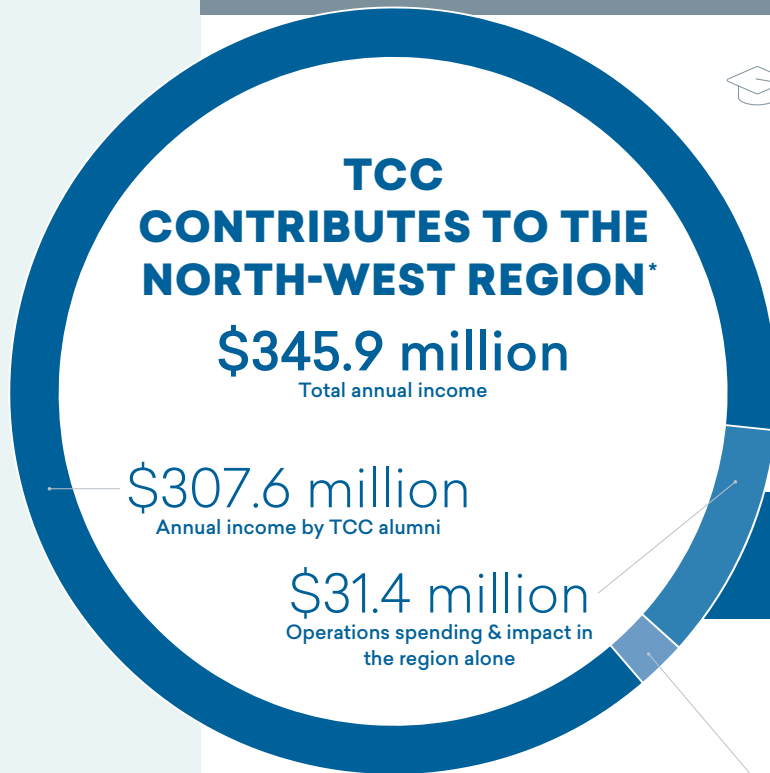 TCC
CONTRIBUTES TO THE
NORTH-WEST REGION*
$345.9 million
Total annual income
$307.6 million
Annual income by TCC alumni
$31.4 million
Operations spending & impact in
the region alone